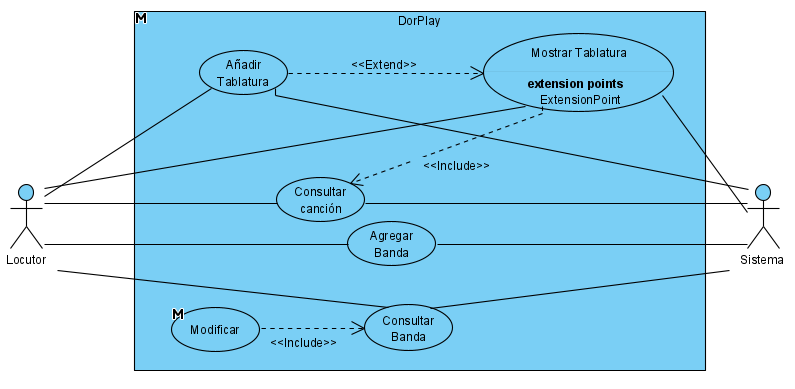 M
DorPlay
Añadir
Tablatura
<<Extend>>
Mostrar Tablatura
extension points
ExtensionPoint
<<Include>>
Consultar
canción
Agregar
Banda
Locutor
Sistema
M
Modificar
<<Include>>
Consultar
Banda